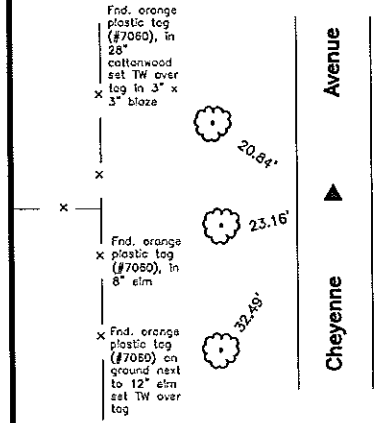 Fnd. orange
plastic tag
(#7060), in
28"
cottonwood
set TW over
tag in 3" x
3" blaze
20.84'
Avenue
Fnd. orange
plastic tag
(#7060), in
8" elm
23.16'
Fnd. orange
plastic tag
(#7060) on
ground next
to 12" elm
set TW over
tag
32.49'
Cheyenne